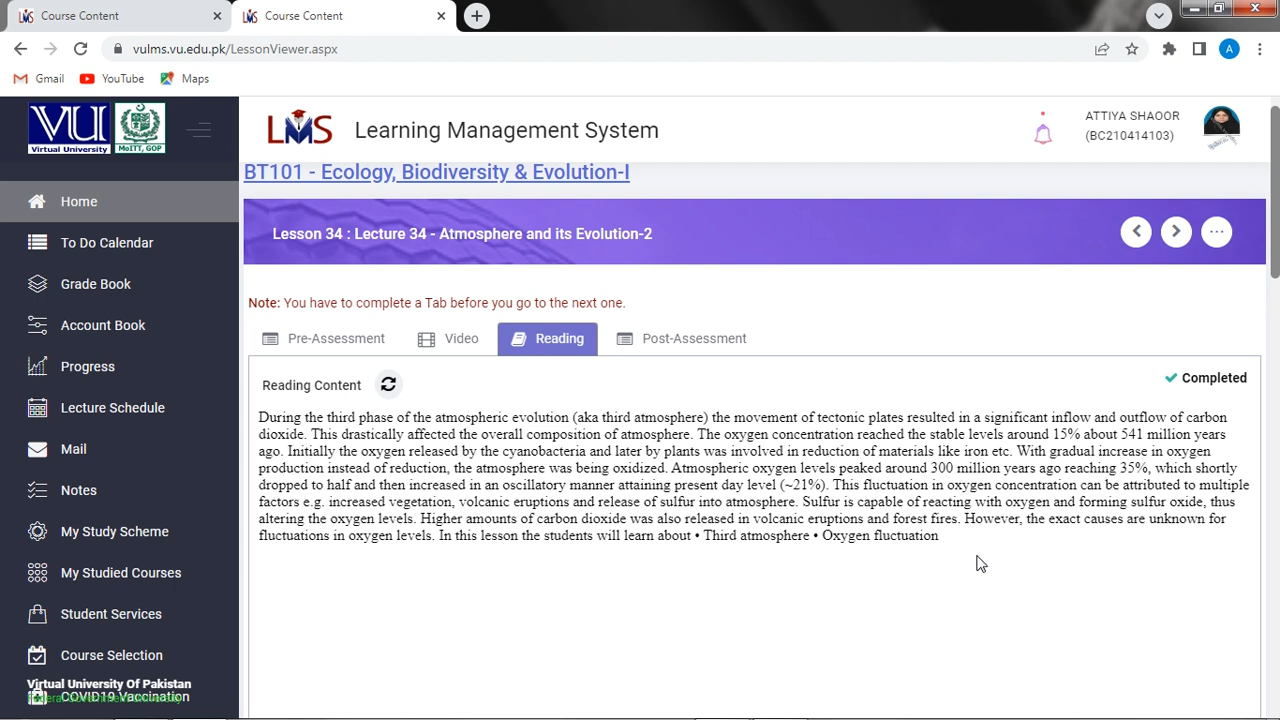 Course Content
Course Content
vulms.vu.edu.pk/LessonViewer.aspx
A
Gmail
YouTube
Maps
VU
Virtual University
MoITT, GOP
LMS
Learning Management System
ATTIYA SHAOOR
(BC210414103)
BT101 - Ecology, Biodiversity & Evolution-I
Home
To Do Calendar
Grade Book
Account Book
Progress
Lecture Schedule
Mail
Notes
My Study Scheme
My Studied Courses
Student Services
Course Selection
COVID19 Vaccination
Virtual University Of Pakistan
Federal Government University
Lesson 34 : Lecture 34 - Atmosphere and its Evolution-2
Note: You have to complete a Tab before you go to the next one.
Pre-Assessment
Video
Reading
Post-Assessment
Reading Content
Completed
During the third phase of the atmospheric evolution (aka third atmosphere) the movement of tectonic plates resulted in a significant inflow and outflow of carbon
dioxide. This drastically affected the overall composition of atmosphere. The oxygen concentration reached the stable levels around 15% about 541 million years
ago. Initially the oxygen released by the cyanobacteria and later by plants was involved in reduction of materials like iron etc. With gradual increase in oxygen
production instead of reduction, the atmosphere was being oxidized. Atmospheric oxygen levels peaked around 300 million years ago reaching 35%, which shortly
dropped to half and then increased in an oscillatory manner attaining present day level (~21%). This fluctuation in oxygen concentration can be attributed to multiple
factors e.g. increased vegetation, volcanic eruptions and release of sulfur into atmosphere. Sulfur is capable of reacting with oxygen and forming sulfur oxide, thus
altering the oxygen levels. Higher amounts of carbon dioxide was also released in volcanic eruptions and forest fires. However, the exact causes are unknown for
fluctuations in oxygen levels. In this lesson the students will learn about • Third atmosphere • Oxygen fluctuation